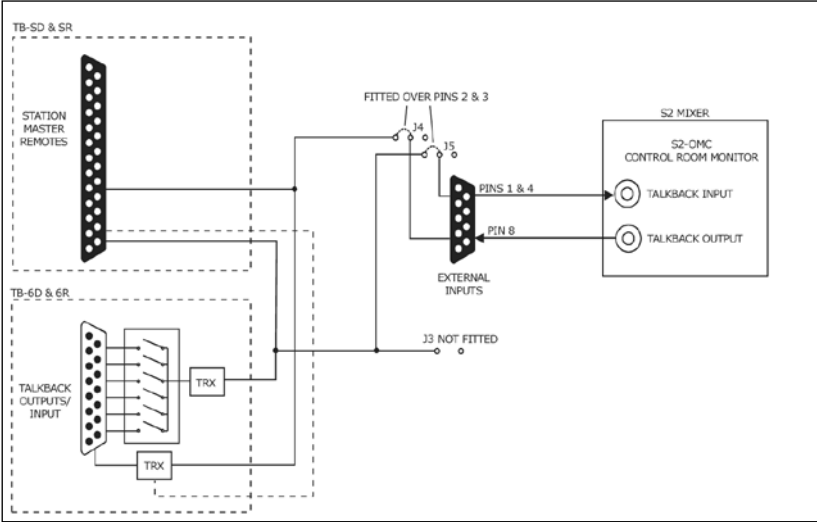 TB-SD & SR
STATION
MASTER
REMOTES
FITTED OVER PINS 2 & 3
J4
J5
S2 MIXER
S2-OMC
CONTROL ROOM MONITOR
PINS 1 & 4
TALKBACK INPUT
PIN 8
TALKBACK OUTPUT
EXTERNAL
INPUTS
TB-6D & 6R
J3 NOT FITTED
TRX
TALKBACK
OUTPUTS/
INPUT
TRX